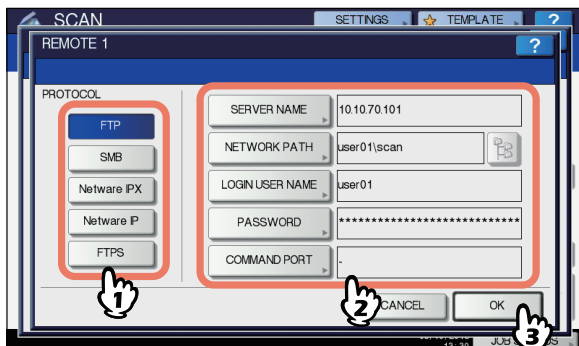 SCAN SETTINGS TEMPLATE ?
REMOTE 1 ?
PROTOCOL
FTP
SMB
Netware IPX
Netware IP
FTPS
SERVER NAME 10.10.70.101
NETWORK PATH user01\scan
LOGIN USER NAME user01
PASSWORD ****************************
COMMAND PORT -
1
2
3
CANCEL OK
JOB